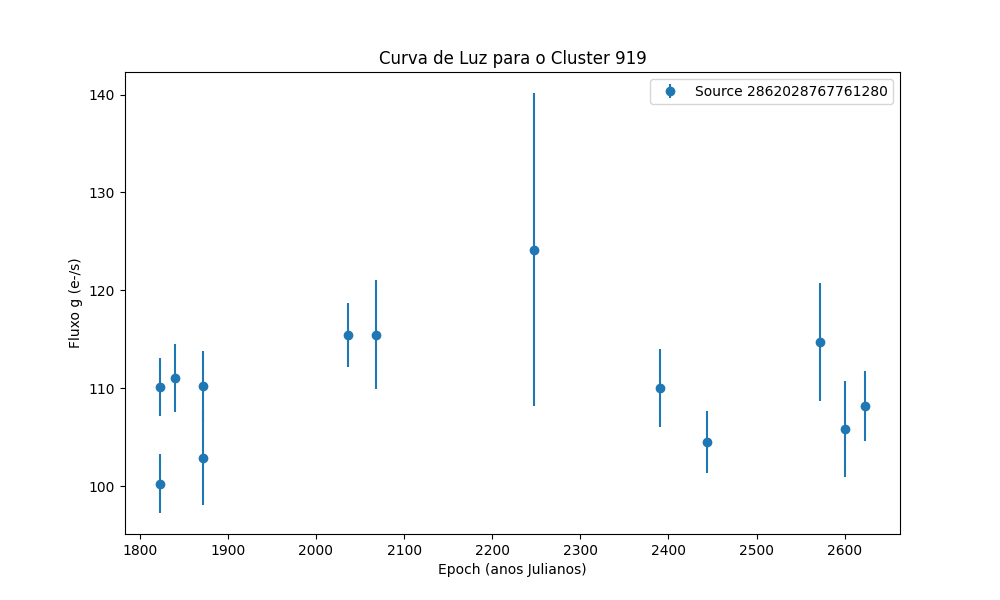 Curva de Luz para o Cluster 919
Source 2862028767761280
140
130
120
110
100
Fluxo g (e-/s)
1800 1900 2000 2100 2200 2300 2400 2500 2600
Epoch (anos Julianos)